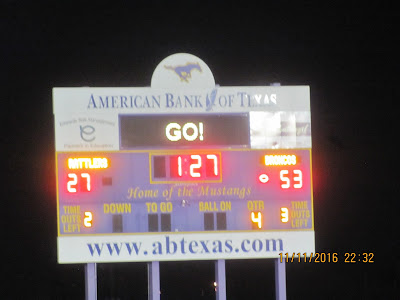 AMERICAN BANK OF TEXAS
GO!
RATTLERS
1:27
BRONCOS
27
53
Home of the Mustangs
TIME OUTS LEFT 2
DOWN
TO GO
BALL ON
QTR 4
3 TIME OUTS LEFT
www.abtexas.com
11/11/2016 22:32